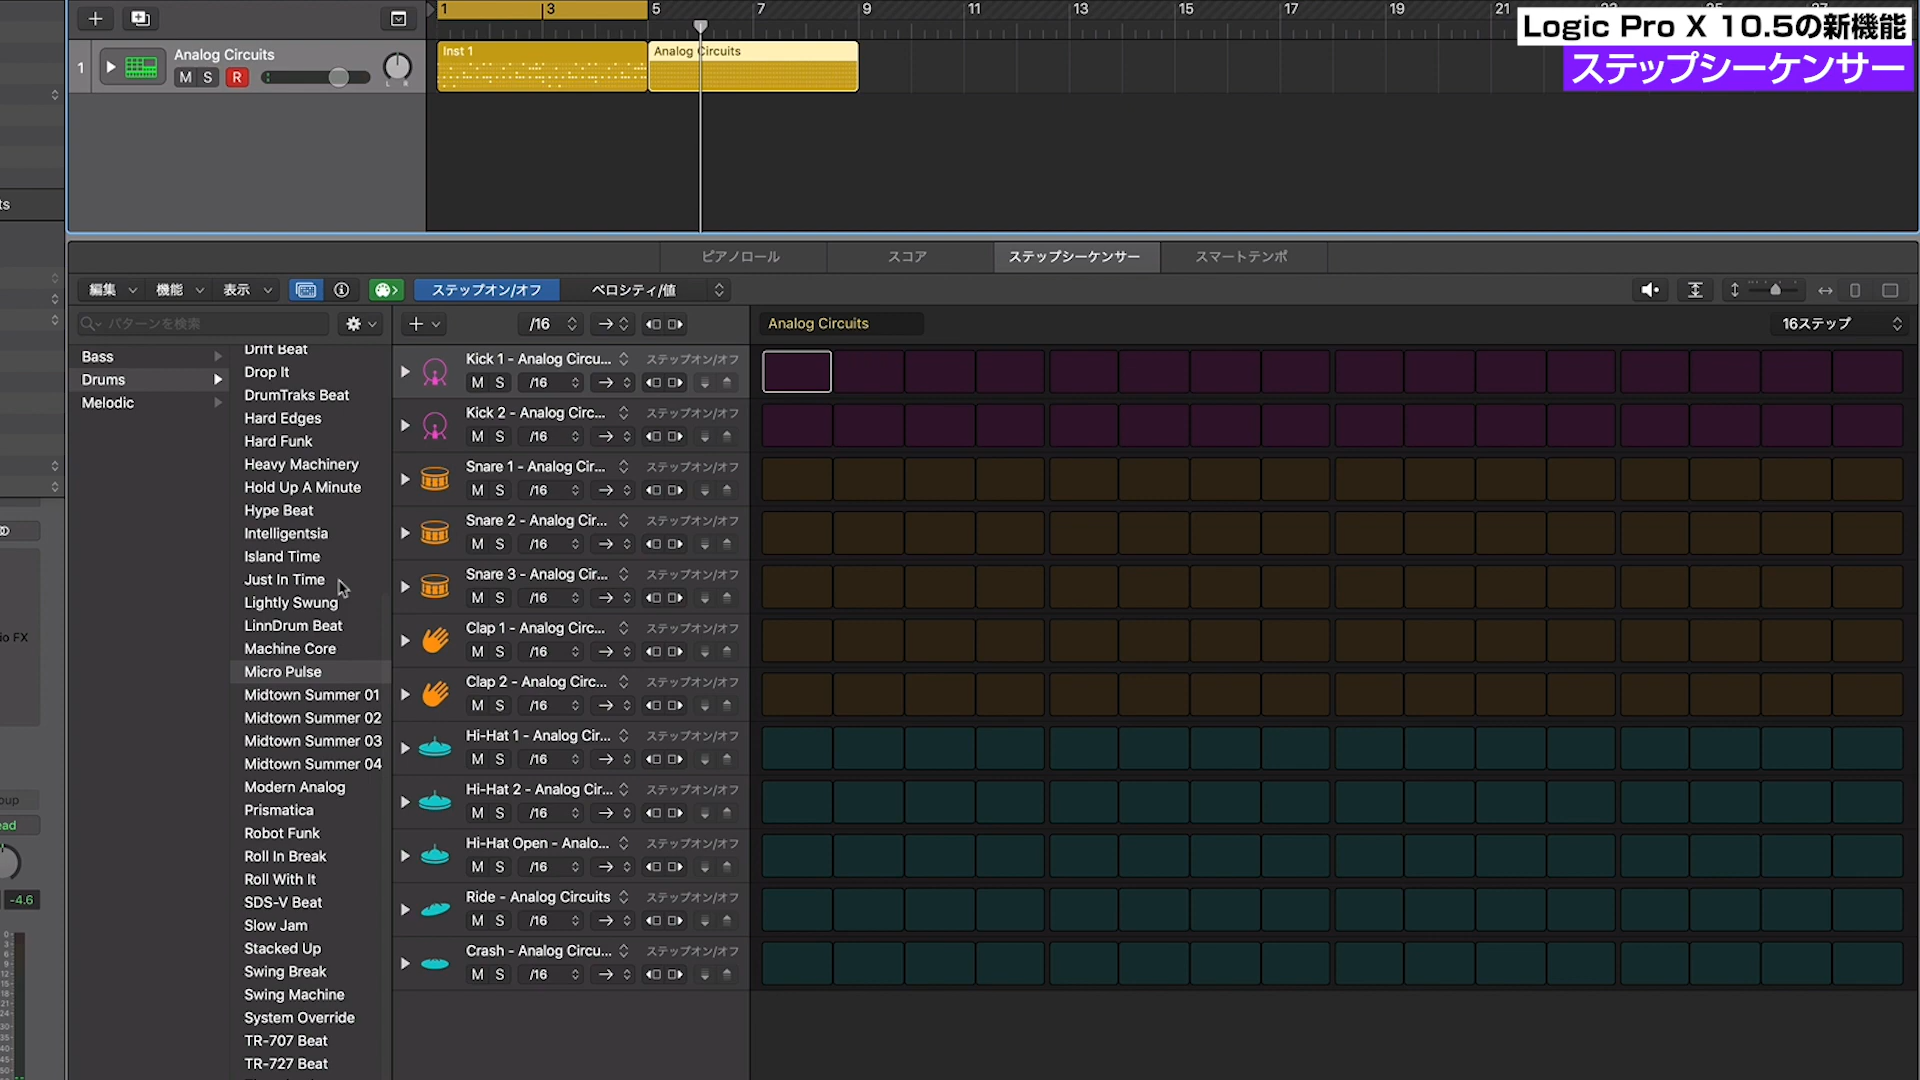 Logic Pro X 10.5の新機能
ステップシーケンサー
1
3
5
7
9
11
13
15
17
19
21
1
Analog Circuits
M S R
Inst 1
Analog Circuits
ピアノロール
スコア
ステップシーケンサー
スマートテンポ
編集
機能
表示
ステップオン/オフ
ベロシティ/値
パターンを検索
/16
Analog Circuits
16ステップ
Bass
Drums
Melodic
Drift Beat
Drop It
DrumTraks Beat
Hard Edges
Hard Funk
Heavy Machinery
Hold Up A Minute
Hype Beat
Intelligentsia
Island Time
Just In Time
Lightly Swung
LinnDrum Beat
Machine Core
Micro Pulse
Midtown Summer 01
Midtown Summer 02
Midtown Summer 03
Midtown Summer 04
Modern Analog
Prismatica
Robot Funk
Roll In Break
Roll With It
SDS-V Beat
Slow Jam
Stacked Up
Swing Break
Swing Machine
System Override
TR-707 Beat
TR-727 Beat
Kick 1 - Analog Circu... ステップオン/オフ
M S /16
Kick 2 - Analog Circ... ステップオン/オフ
M S /16
Snare 1 - Analog Cir... ステップオン/オフ
M S /16
Snare 2 - Analog Cir... ステップオン/オフ
M S /16
Snare 3 - Analog Cir... ステップオン/オフ
M S /16
Clap 1 - Analog Circ... ステップオン/オフ
M S /16
Clap 2 - Analog Circ... ステップオン/オフ
M S /16
Hi-Hat 1 - Analog Cir... ステップオン/オフ
M S /16
Hi-Hat 2 - Analog Cir... ステップオン/オフ
M S /16
Hi-Hat Open - Analo... ステップオン/オフ
M S /16
Ride - Analog Circuits ステップオン/オフ
M S /16
Crash - Analog Circu... ステップオン/オフ
M S /16
-4.6